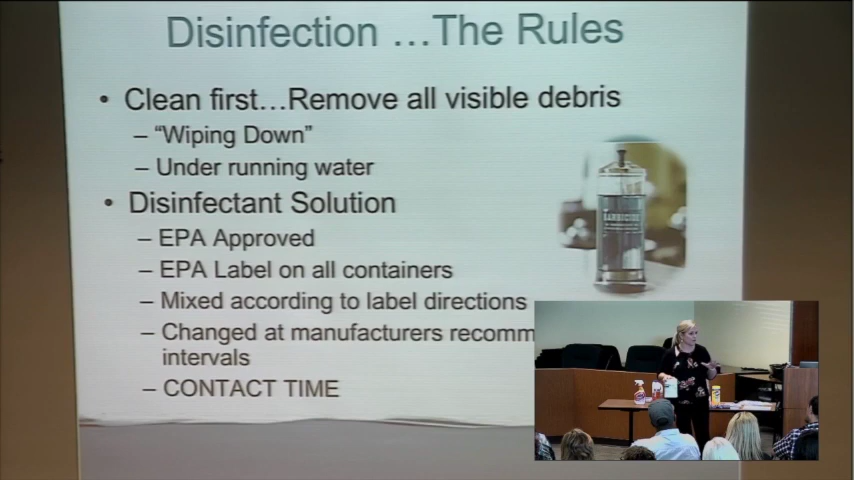 Disinfection ...The Rules
• Clean first...Remove all visible debris
– "Wiping Down"
– Under running water
• Disinfectant Solution
– EPA Approved
– EPA Label on all containers
– Mixed according to label directions
– Changed at manufacturers recomm
intervals
– CONTACT TIME
BARBICIDE